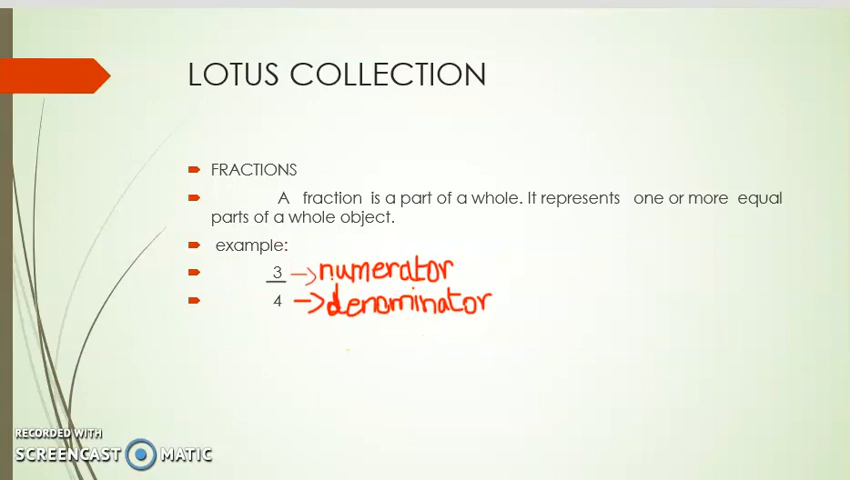 LOTUS COLLECTION
FRACTIONS
A fraction is a part of a whole. It represents one or more equal
parts of a whole object.
example:
3 → numerator
4 → denominator
RECORDED WITH
SCREENCAST MATIC